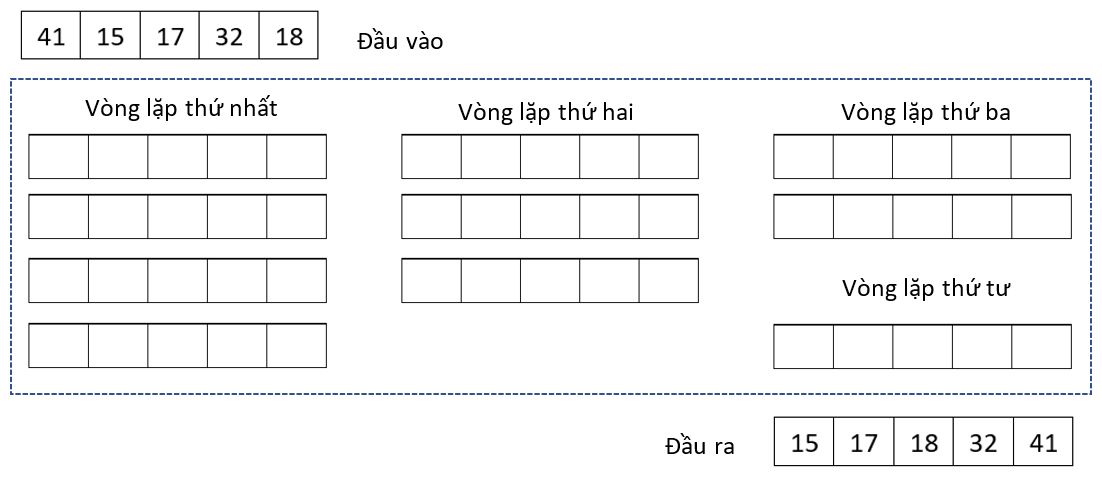 41 15 17 32 18 Đầu vào
Vòng lặp thứ nhất
Vòng lặp thứ hai
Vòng lặp thứ ba
Vòng lặp thứ tư
Đầu ra 15 17 18 32 41